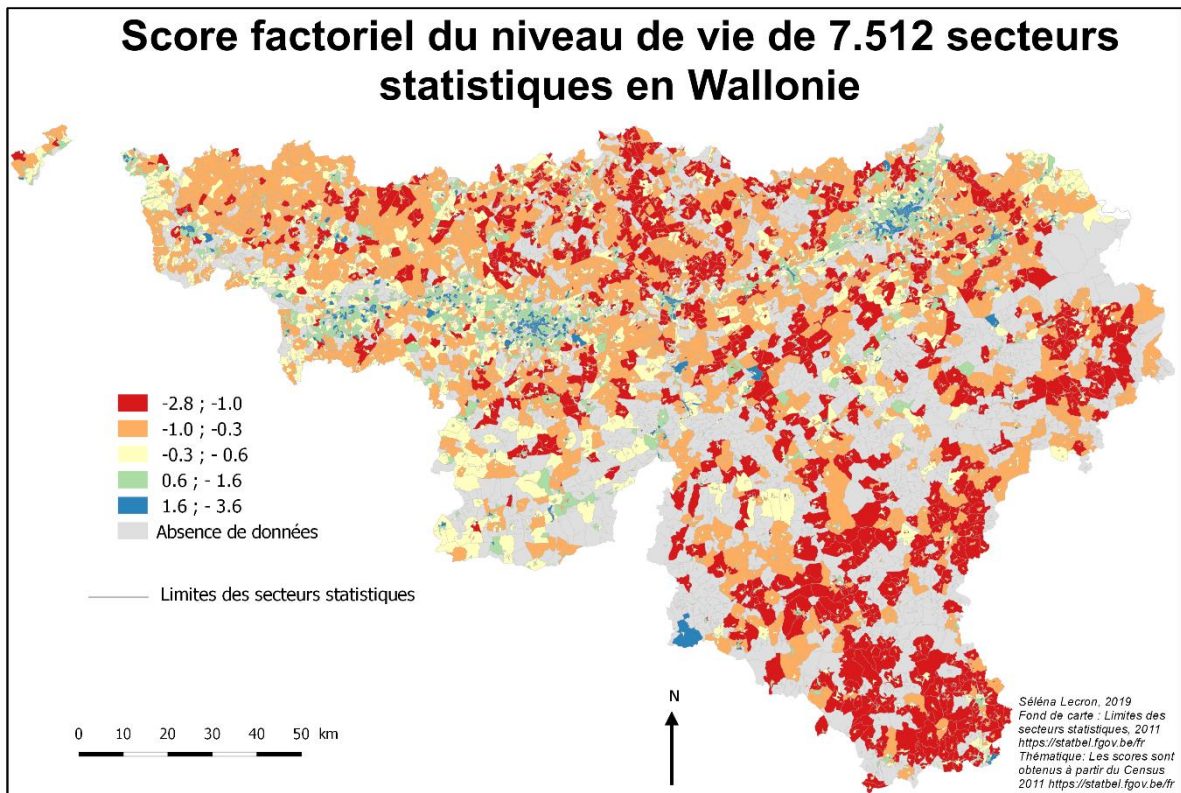 Score factoriel du niveau de vie de 7.512 secteurs
statistiques en Wallonie
-2.8 ; -1.0
-1.0 ; -0.3
-0.3 ; - 0.6
0.6 ; - 1.6
1.6 ; - 3.6
Absence de données
Limites des secteurs statistiques
0 10 20 30 40 50 km
N
Séléna Lecron, 2019
Fond de carte : Limites des
secteurs statistiques, 2011
https://statbel.fgov.be/fr
Thématique: Les scores sont
obtenus à partir du Census
2011 https://statbel.fgov.be/fr